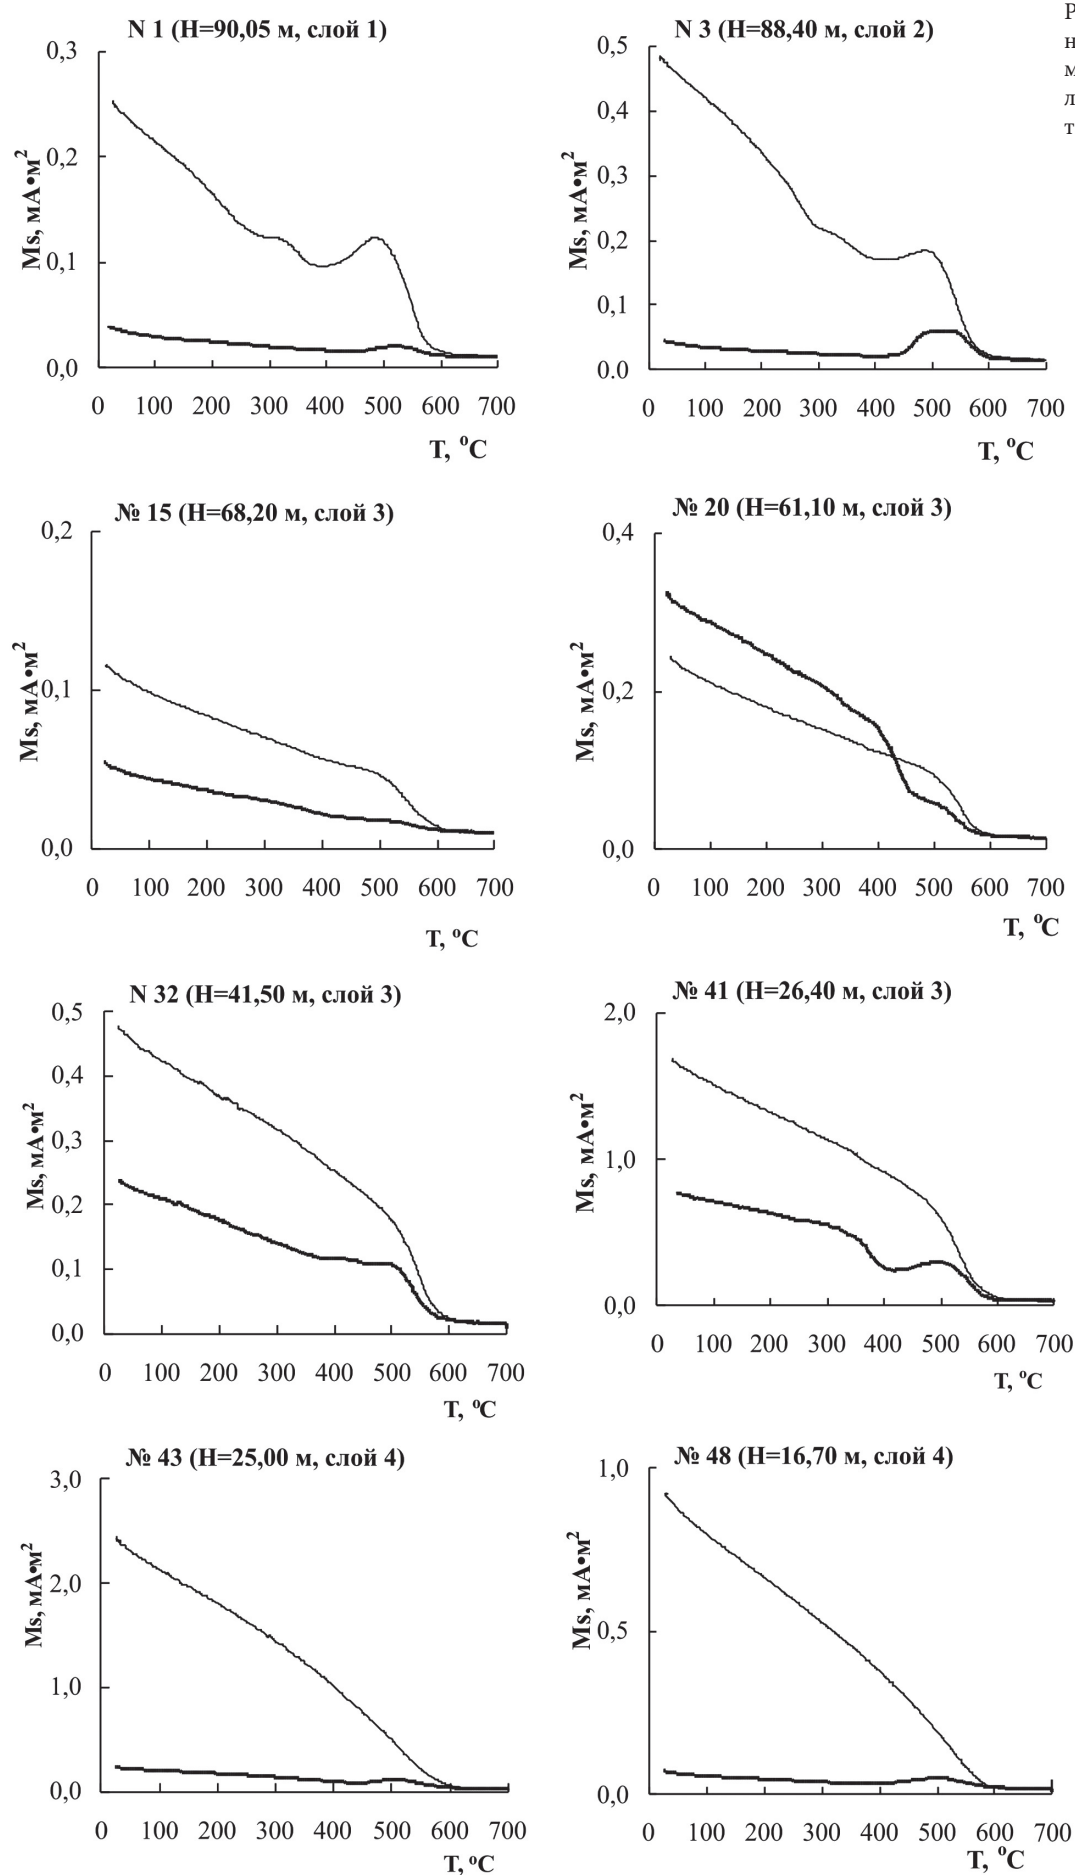 N 1 (H=90,05 м, слой 1)
0,3
0,2
0,1
0,0
Ms, мА•м²
0 100 200 300 400 500 600 700
T, °C
N 3 (H=88,40 м, слой 2)
0,5
0,4
0,3
0,2
0,1
0.0
Ms, мА•м²
0 100 200 300 400 500 600 700
T, °C
Р
н
м
л
т
№ 15 (H=68,20 м, слой 3)
0,2
0,1
0,0
Ms, мА•м²
0 100 200 300 400 500 600 700
T, °C
№ 20 (H=61,10 м, слой 3)
0,4
0,2
0,0
Ms, мА•м²
0 100 200 300 400 500 600 700
T, °C
N 32 (H=41,50 м, слой 3)
0,5
0,4
0,3
0,2
0,1
0,0
Ms, мА•м²
0 100 200 300 400 500 600 700
T, °C
№ 41 (H=26,40 м, слой 3)
2,0
1,0
0,0
Ms, мА•м²
0 100 200 300 400 500 600 700
T, °C
№ 43 (H=25,00 м, слой 4)
3,0
2,0
1,0
0,0
Ms, мА•м²
0 100 200 300 400 500 600 700
T, °C
№ 48 (H=16,70 м, слой 4)
1,0
0,5
0,0
Ms, мА•м²
0 100 200 300 400 500 600 700
T, °C